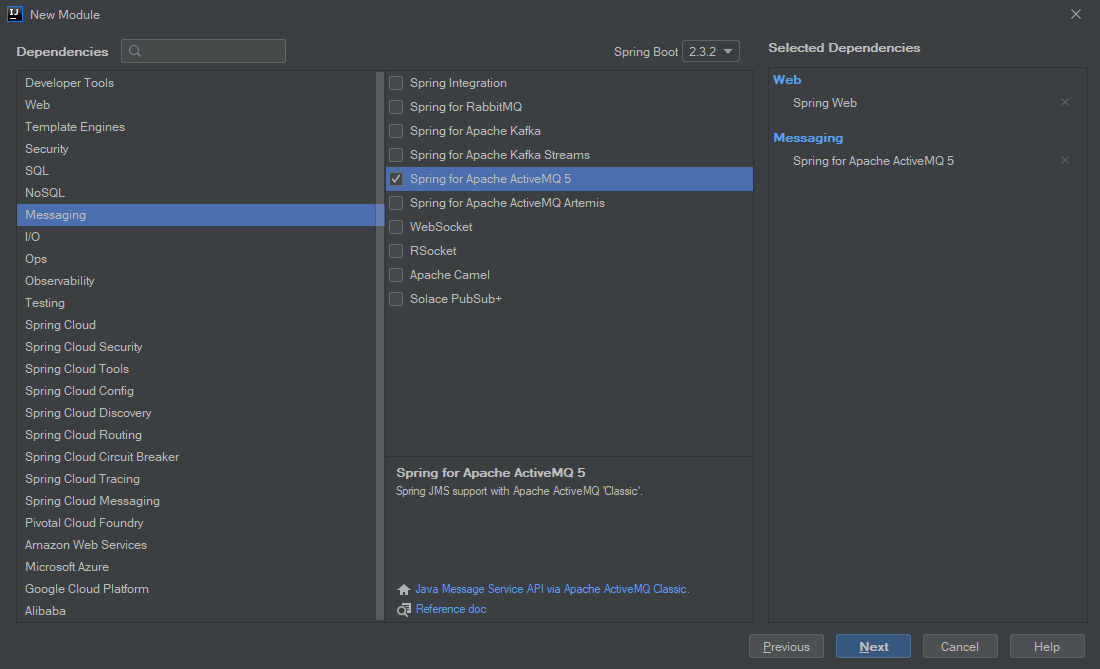 New Module
Dependencies
Spring Boot 2.3.2
Selected Dependencies
Developer Tools
Web
Template Engines
Security
SQL
NoSQL
Messaging
I/O
Ops
Observability
Testing
Spring Cloud
Spring Cloud Security
Spring Cloud Tools
Spring Cloud Config
Spring Cloud Discovery
Spring Cloud Routing
Spring Cloud Circuit Breaker
Spring Cloud Tracing
Spring Cloud Messaging
Pivotal Cloud Foundry
Amazon Web Services
Microsoft Azure
Google Cloud Platform
Alibaba
Spring Integration
Spring for RabbitMQ
Spring for Apache Kafka
Spring for Apache Kafka Streams
Spring for Apache ActiveMQ 5
Spring for Apache ActiveMQ Artemis
WebSocket
RSocket
Apache Camel
Solace PubSub+
Spring for Apache ActiveMQ 5
Spring JMS support with Apache ActiveMQ 'Classic'.
Java Message Service API via Apache ActiveMQ Classic.
Reference doc
Web
Spring Web
Messaging
Spring for Apache ActiveMQ 5
Previous
Next
Cancel
Help